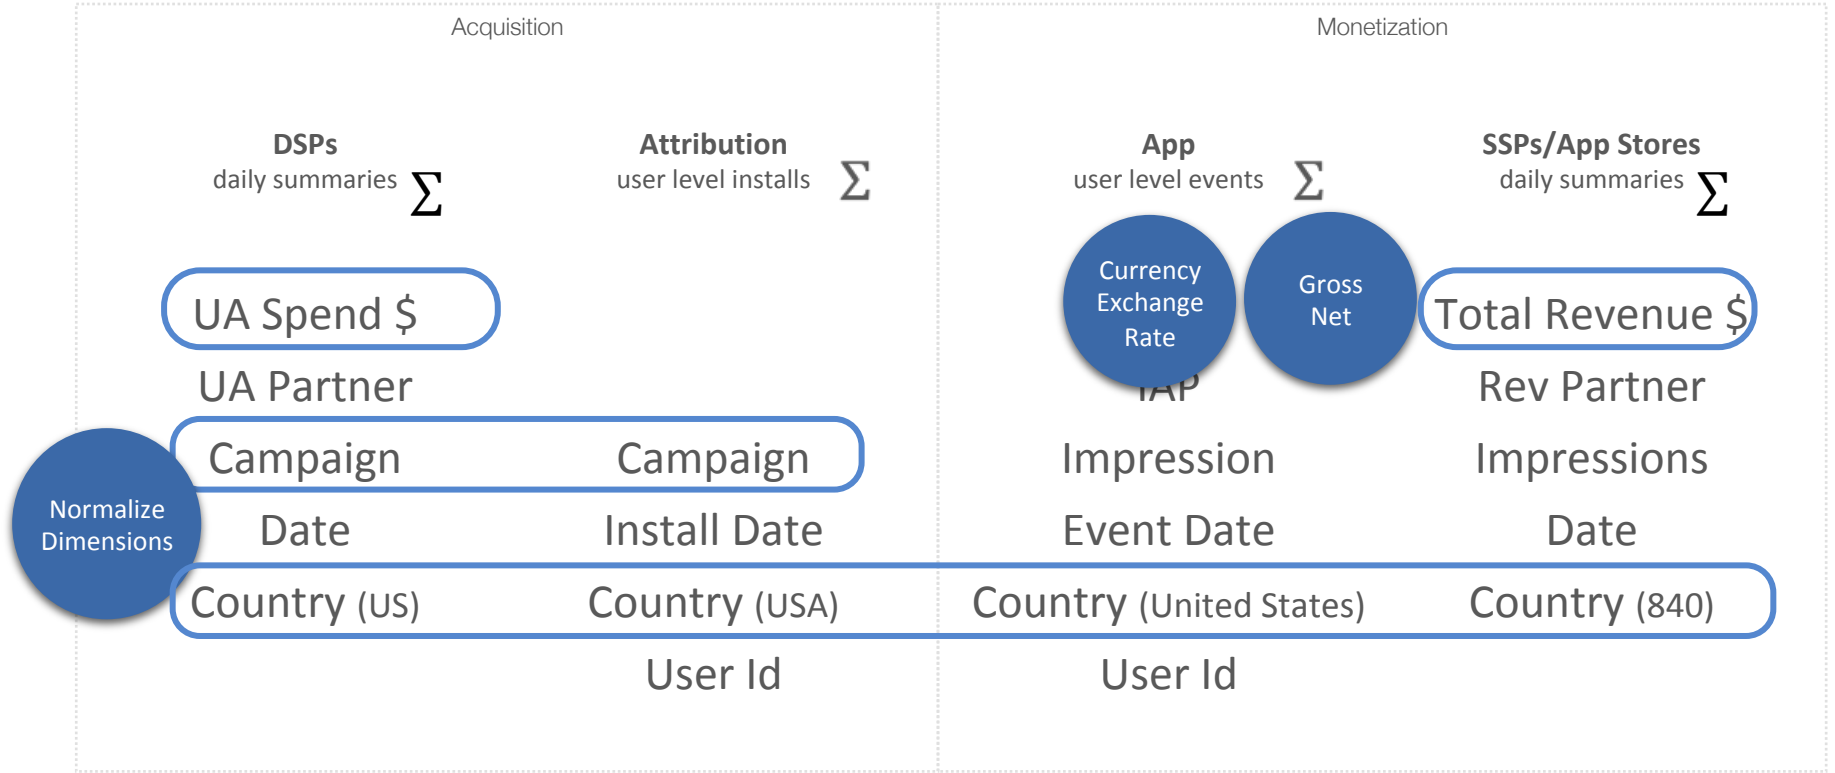 Acquisition
Monetization
DSPs
daily summaries Σ
Attribution
user level installs Σ
App
user level events Σ
SSPs/App Stores
daily summaries Σ
Currency
Exchange
Rate
Gross
Net
UA Spend $
Total Revenue $
UA Partner
IAP
Rev Partner
Campaign
Campaign
Impression
Impressions
Normalize
Dimensions
Date
Install Date
Event Date
Date
Country (US)
Country (USA)
Country (United States)
Country (840)
User Id
User Id